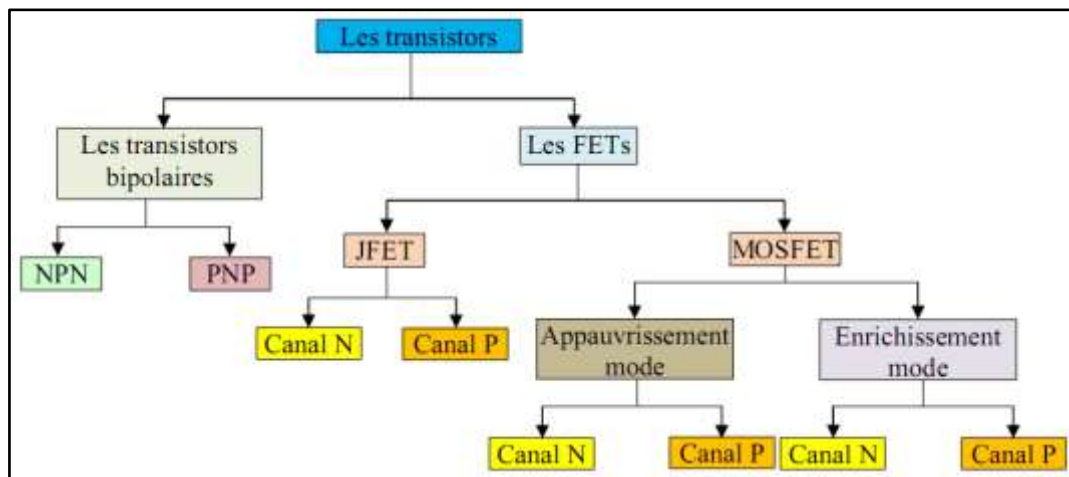 Les transistors
Les transistors
bipolaires
Les FETs
NPN
PNP
JFET
MOSFET
Canal N
Canal P
Appauvrissement
mode
Enrichissement
mode
Canal N
Canal P
Canal N
Canal P